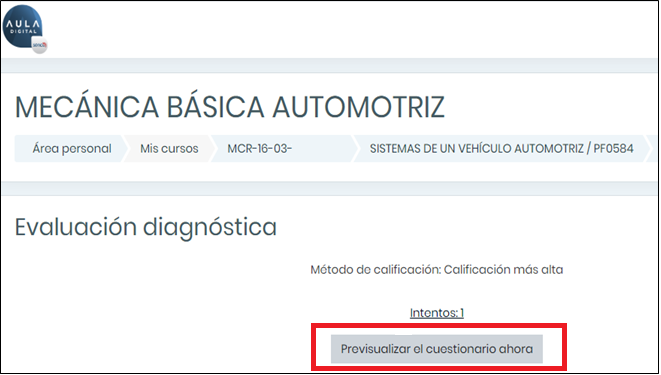 AULA
DIGITAL
MECÁNICA BÁSICA AUTOMOTRIZ
Área personal Mis cursos MCR-16-03- SISTEMAS DE UN VEHÍCULO AUTOMOTRIZ / PF0584
Evaluación diagnóstica
Método de calificación: Calificación más alta
Intentos: 1
Previsualizar el cuestionario ahora